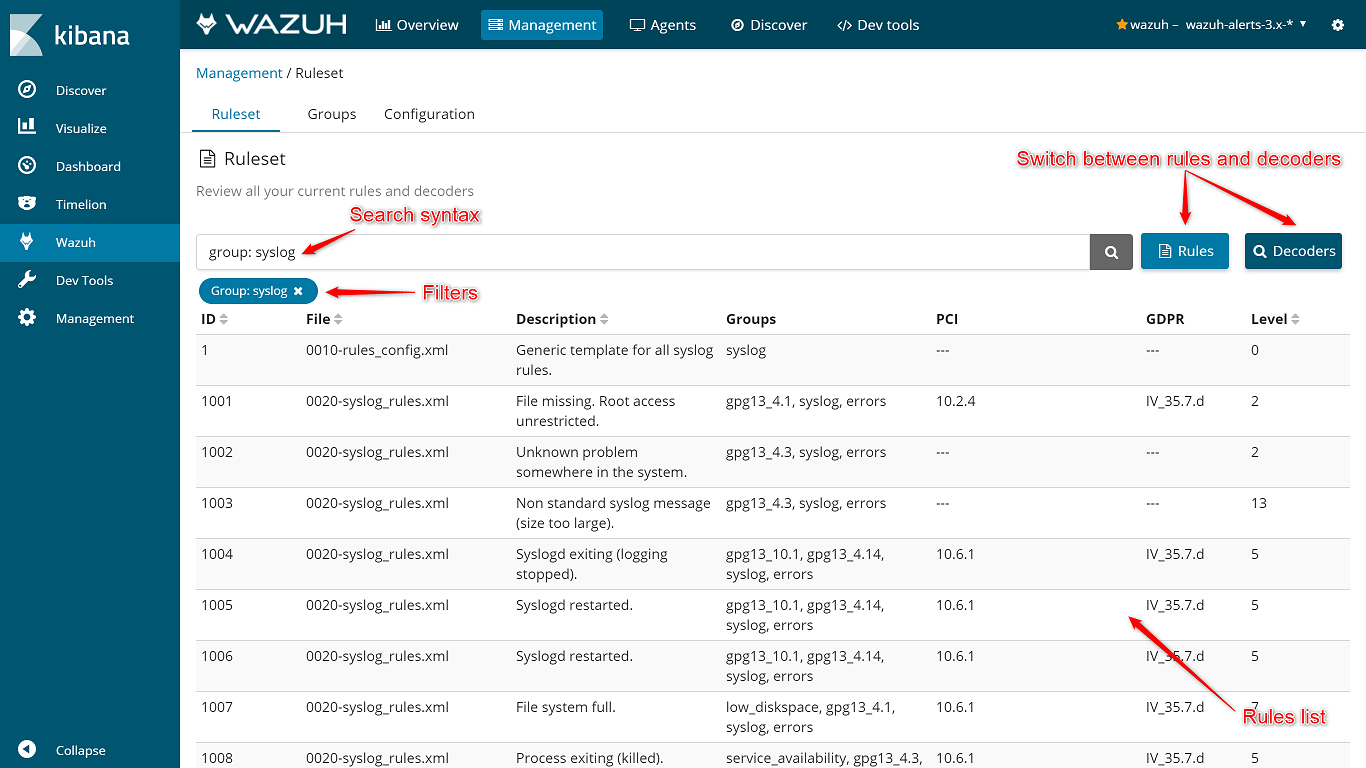 kibana
Discover
Visualize
Dashboard
Timelion
Wazuh
Dev Tools
Management
Collapse
WAZUH
Overview
Management
Agents
Discover
Dev tools
wazuh – wazuh-alerts-3.x-*
Management / Ruleset
Ruleset Groups Configuration
Ruleset
Switch between rules and decoders
Review all your current rules and decoders
Search syntax
group: syslog
Rules
Decoders
Group: syslog
Filters
ID File Description Groups PCI GDPR Level
1 0010-rules_config.xml Generic template for all syslog syslog --- --- 0
rules.
1001 0020-syslog_rules.xml File missing. Root access gpg13_4.1, syslog, errors 10.2.4 IV_35.7.d 2
unrestricted.
1002 0020-syslog_rules.xml Unknown problem gpg13_4.3, syslog, errors --- --- 2
somewhere in the system.
1003 0020-syslog_rules.xml Non standard syslog message gpg13_4.3, syslog, errors --- --- 13
(size too large).
1004 0020-syslog_rules.xml Syslogd exiting (logging gpg13_10.1, gpg13_4.14, 10.6.1 IV_35.7.d 5
stopped). syslog, errors
1005 0020-syslog_rules.xml Syslogd restarted. gpg13_10.1, gpg13_4.14, 10.6.1 IV_35.7.d 5
syslog, errors
1006 0020-syslog_rules.xml Syslogd restarted. gpg13_10.1, gpg13_4.14, 10.6.1 IV_35.7.d 5
syslog, errors
1007 0020-syslog_rules.xml File system full. low_diskspace, gpg13_4.1, 10.6.1 IV_35.7.d 7
syslog, errors
Rules list
1008 0020-syslog_rules.xml Process exiting (killed). service_availability, gpg13_4.3, 10.6.1 IV_35.7.d 5